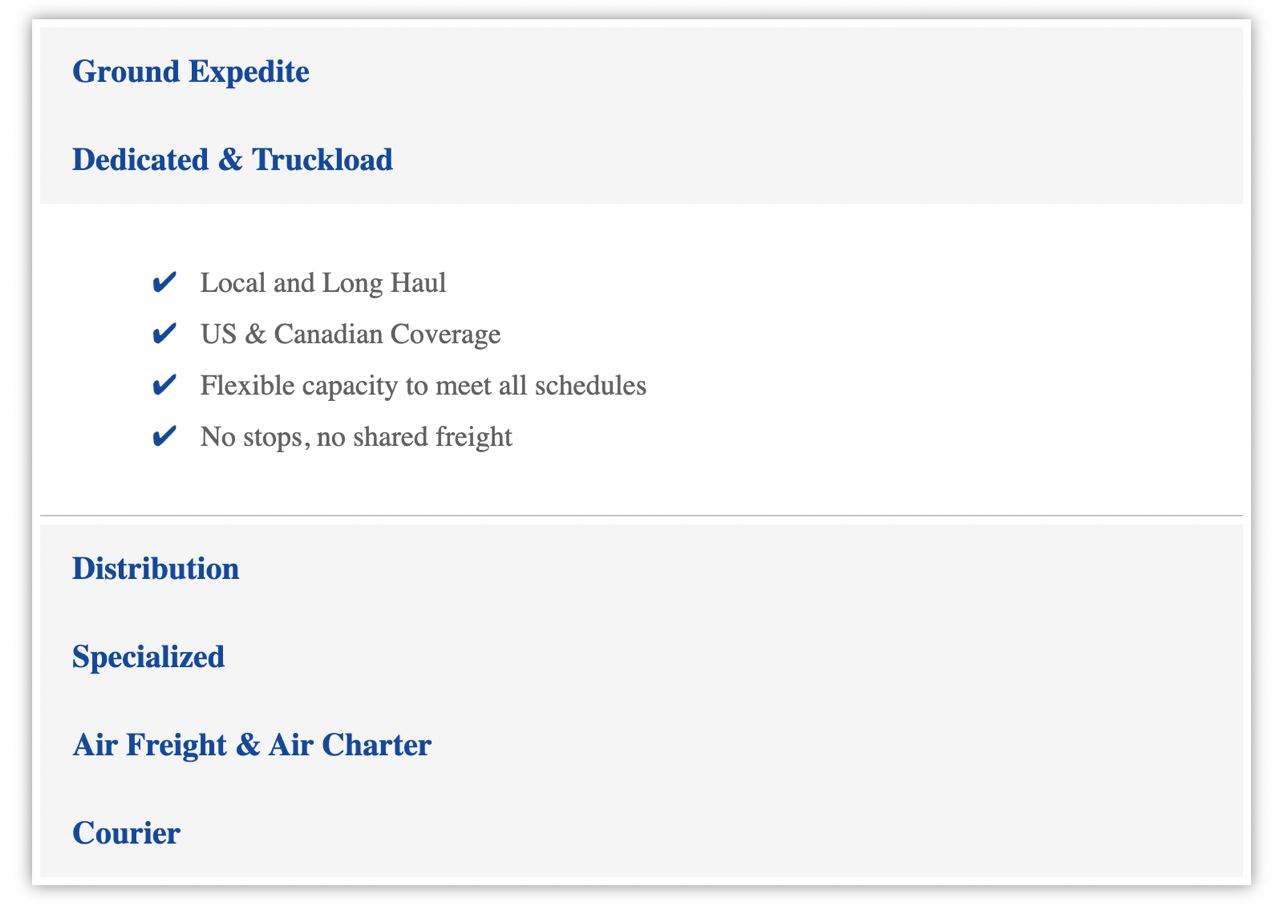 Ground Expedite
Dedicated & Truckload
✔ Local and Long Haul
✔ US & Canadian Coverage
✔ Flexible capacity to meet all schedules
✔ No stops, no shared freight
Distribution
Specialized
Air Freight & Air Charter
Courier